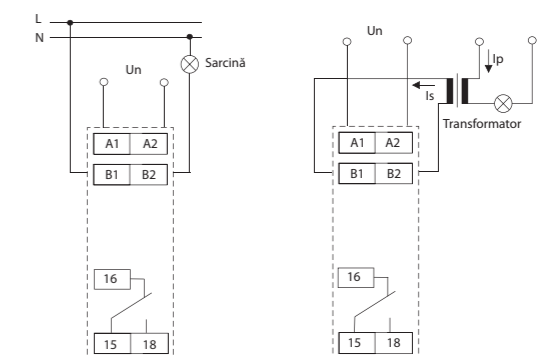 L
N
Sarcină
Un
A1 A2
B1 B2
16
15 18
Un
Ip
Is
Transformator
A1 A2
B1 B2
16
15 18